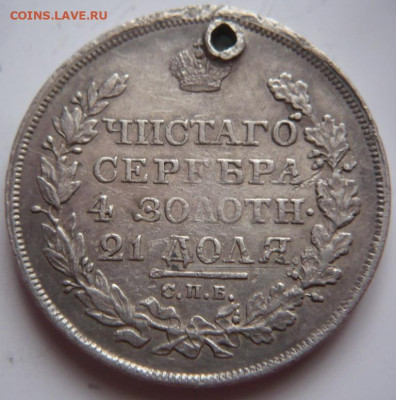 COINS.LAVE.RU
ЧИСТАГО
СЕРЕБРА
4 ЗОЛОТН·
21 ДОЛЯ
С.П.Б.